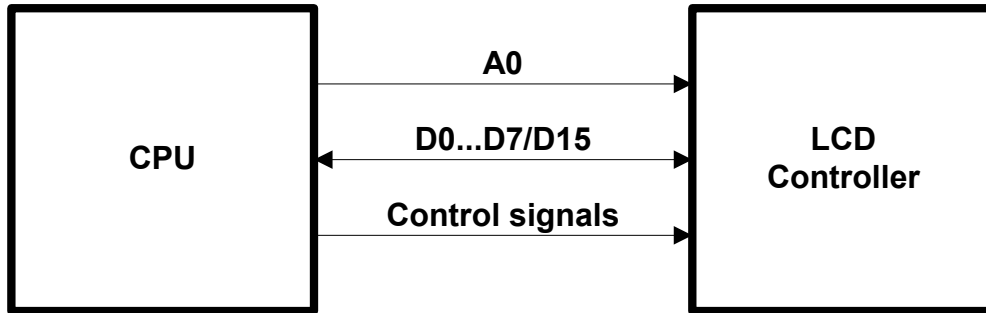 A0
CPU
D0...D7/D15
LCD
Controller
Control signals